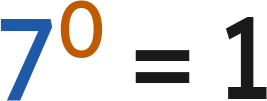 7⁰ = 1